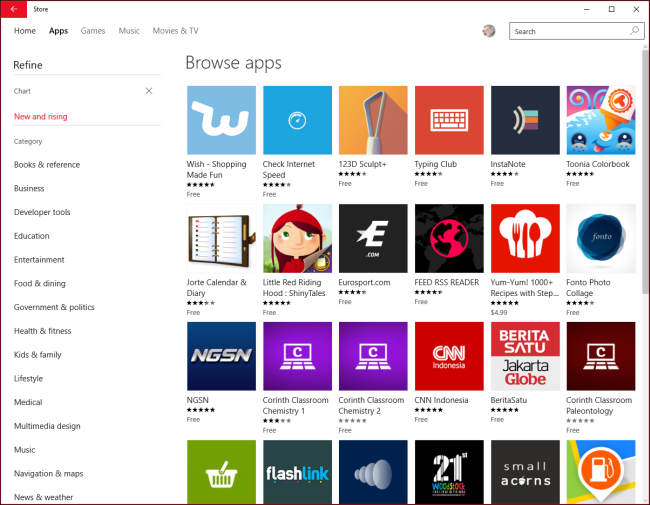 Store
Home Apps Games Music Movies & TV
Search
Refine
Chart
New and rising
Category
Books & reference
Business
Developer tools
Education
Entertainment
Food & dining
Government & politics
Health & fitness
Kids & family
Lifestyle
Medical
Multimedia design
Music
Navigation & maps
News & weather
Browse apps
Wish - Shopping
Made Fun
Free
Check Internet
Speed
Free
123D Sculpt+
Free
Typing Club
Free
InstaNote
Free
Toonia Colorbook
Free
Jorte Calendar &
Diary
Free
Little Red Riding
Hood : ShinyTales
Free
E
.COM
Eurosport.com
Free
FEED RSS READER
Free
Yum-Yum! 1000+
Recipes with Step...
$4.99
fonto
Fonto Photo
Collage
Free
NGSN
NGSN
Free
C
Corinth Classroom
Chemistry 1
Free
C
Corinth Classroom
Chemistry 2
Free
CNN
Indonesia
CNN Indonesia
Free
BERITA
SATU
Jakarta
Globe
BeritaSatu
Free
C
Corinth Classroom
Paleontology
Free
flashlink
21st
WOODSTOCK
small
acorns